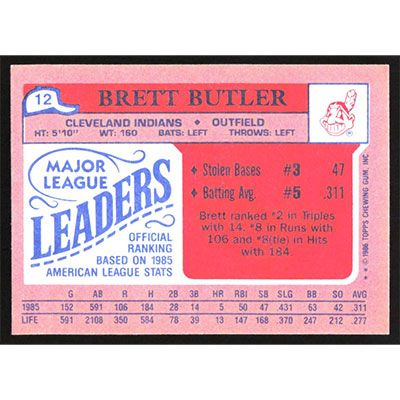 12
BRETT BUTLER
CLEVELAND INDIANS ♦ OUTFIELD
HT: 5'10" WT: 160 BATS: LEFT THROWS: LEFT
MAJOR
LEAGUE
LEADERS
OFFICIAL
RANKING
BASED ON 1985
AMERICAN LEAGUE STATS
♦ Stolen Bases #3 47
♦ Batting Avg. #5 .311
Brett ranked #2 in Triples
with 14. #8 in Runs with
106 and #8(tie) in Hits
with 184.
* * © 1986 TOPPS CHEWING GUM, INC.
G AB R H 2B 3B HR RBI SB SLG BB SO AVG
1985 152 591 106 184 28 14 5 50 47 .431 63 42 .311
LIFE 591 2108 350 584 78 39 13 147 168 .370 247 206 .277